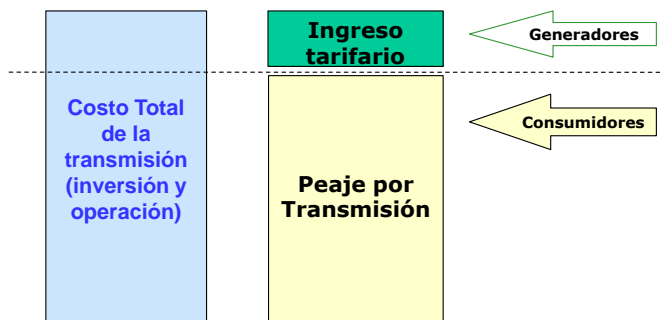 Ingreso
tarifario
Generadores
Costo Total
de la
transmisión
(inversión y
operación)
Consumidores
Peaje por
Transmisión